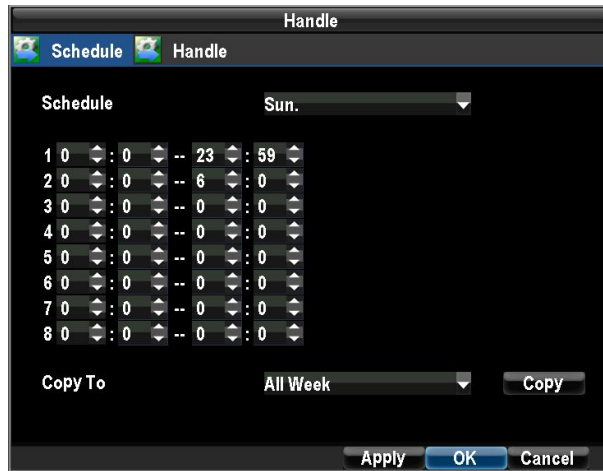 Handle
Schedule Handle
Schedule Sun.
1 0 : 0 -- 23 : 59
2 0 : 0 -- 6 : 0
3 0 : 0 -- 0 : 0
4 0 : 0 -- 0 : 0
5 0 : 0 -- 0 : 0
6 0 : 0 -- 0 : 0
7 0 : 0 -- 0 : 0
8 0 : 0 -- 0 : 0
Copy To All Week Copy
Apply OK Cancel